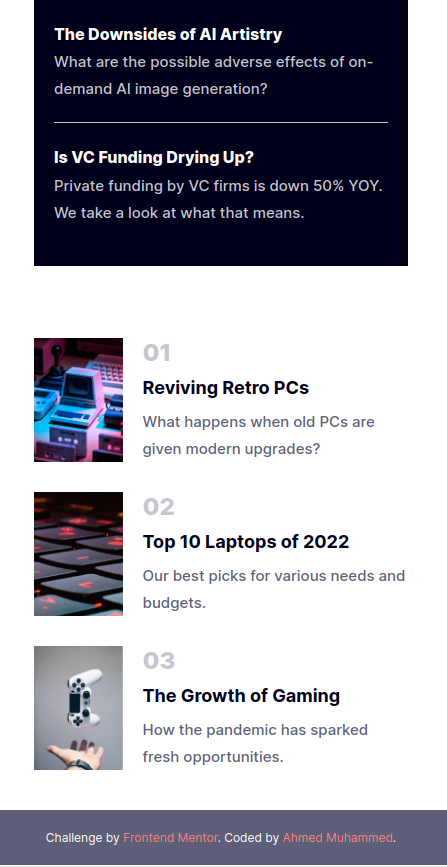 The Downsides of AI Artistry
What are the possible adverse effects of on-
demand AI image generation?
Is VC Funding Drying Up?
Private funding by VC firms is down 50% YOY.
We take a look at what that means.
01
Reviving Retro PCs
What happens when old PCs are
given modern upgrades?
02
Top 10 Laptops of 2022
Our best picks for various needs and
budgets.
03
The Growth of Gaming
How the pandemic has sparked
fresh opportunities.
Challenge by Frontend Mentor. Coded by Ahmed Muhammed.